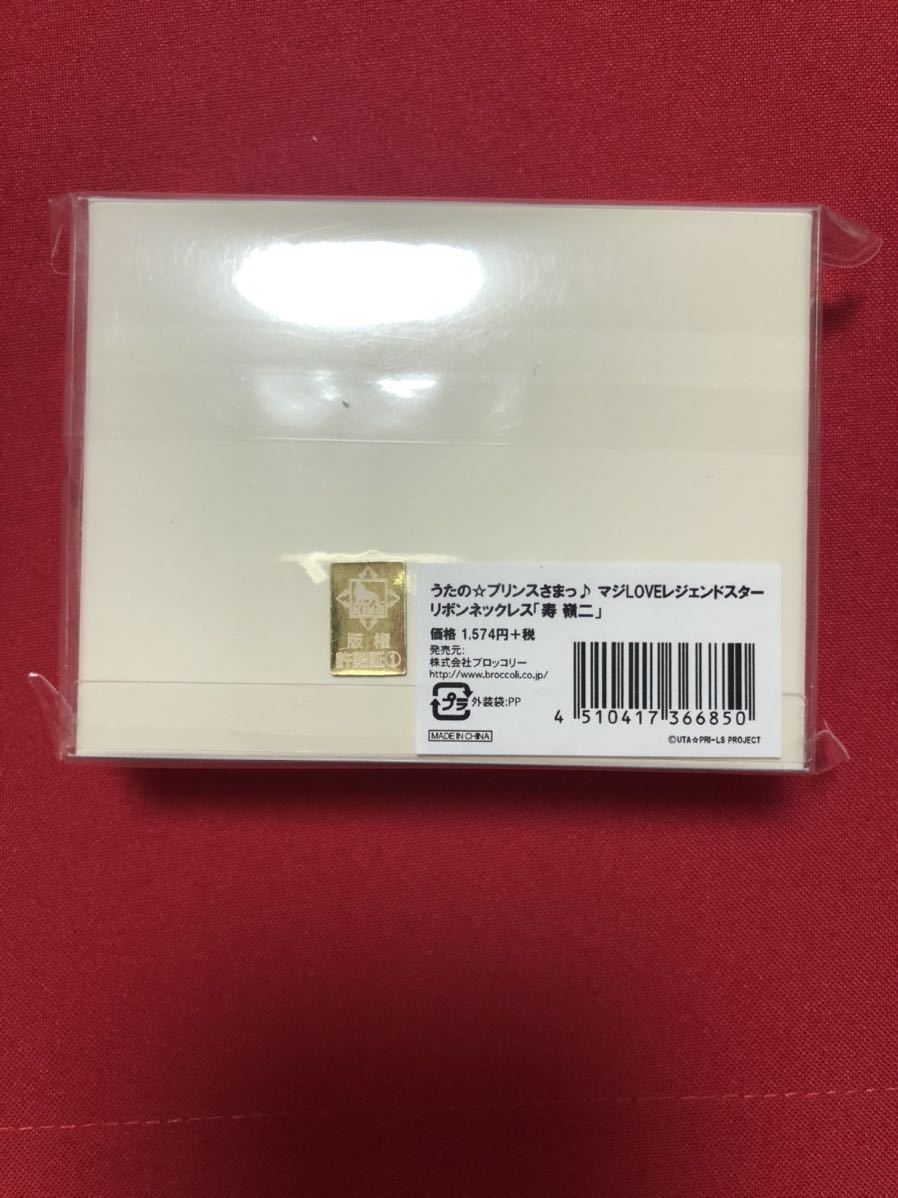 うたの☆プリンスさまっ♪ マジLOVEレジェンドスター
リボンネックレス「寿 嶺二」
価格 1,574円+税
発売元:
株式会社ブロッコリー
http://www.broccoli.co.jp/
プラ 外装袋:PP
MADE IN CHINA
4 510417 366850
©UTA☆PRI-LS PROJECT
KING
版権
許諾証①